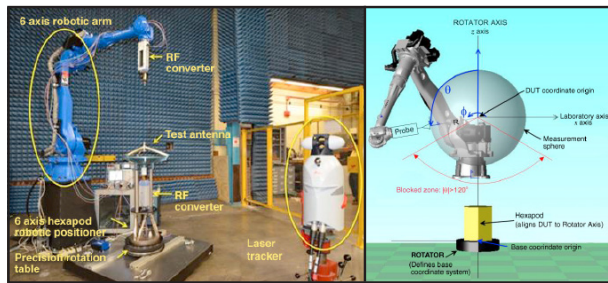 6 axis robotic arm
RF
converter
Test antenna
RF
converter
6 axis hexapod
robotic positioner
Precision rotation
table
Laser
tracker
ROTATOR AXIS
z axis
θ
ϕ
DUT coordinate origin
R
Laboratory axis
x axis
Probe
Measurement
sphere
Blocked zone: |θ|>120°
Hexapod
(aligns DUT to Rotator Axis)
Base coordinate origin
ROTATOR
(Defines base
coordinate system)